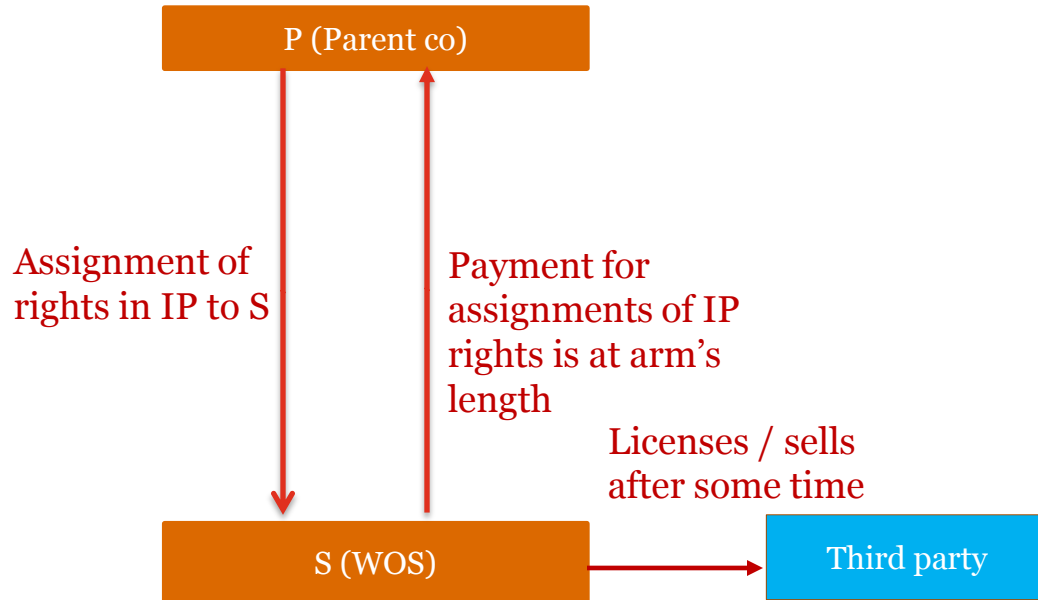 P (Parent co)
Assignment of
rights in IP to S
Payment for
assignments of IP
rights is at arm’s
length
Licenses / sells
after some time
S (WOS)
Third party